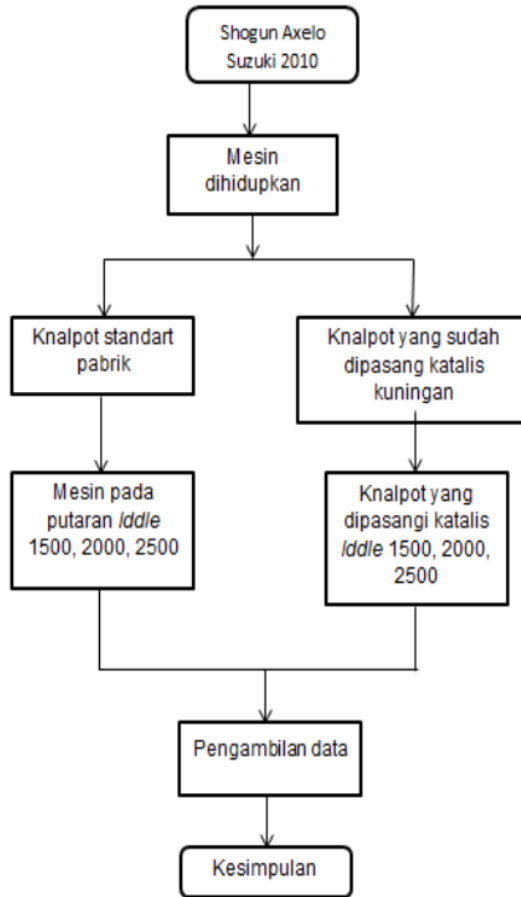 Shogun Axelo
Suzuki 2010
Mesin
dihidupkan
Knalpot standart
pabrik
Knalpot yang sudah
dipasang katalis
kuningan
Mesin pada
putaran Iddle
1500, 2000, 2500
Knalpot yang
dipasangi katalis
Iddle 1500, 2000,
2500
Pengambilan data
Kesimpulan